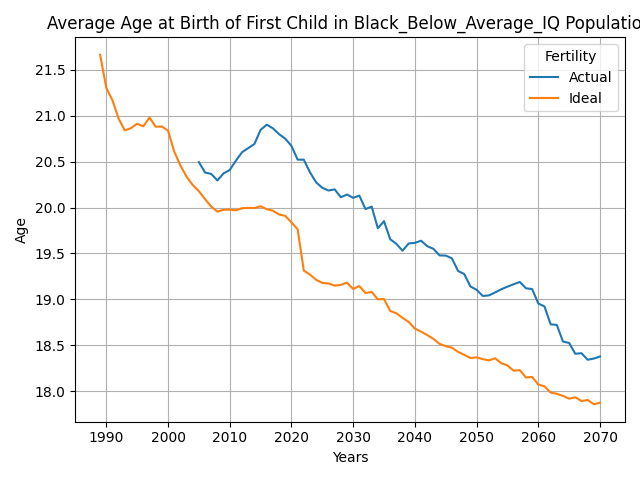 Average Age at Birth of First Child in Black_Below_Average_IQ Populatio
Fertility
Actual
Ideal
21.5
21.0
20.5
20.0
19.5
19.0
18.5
18.0
Age
1990 2000 2010 2020 2030 2040 2050 2060 2070
Years